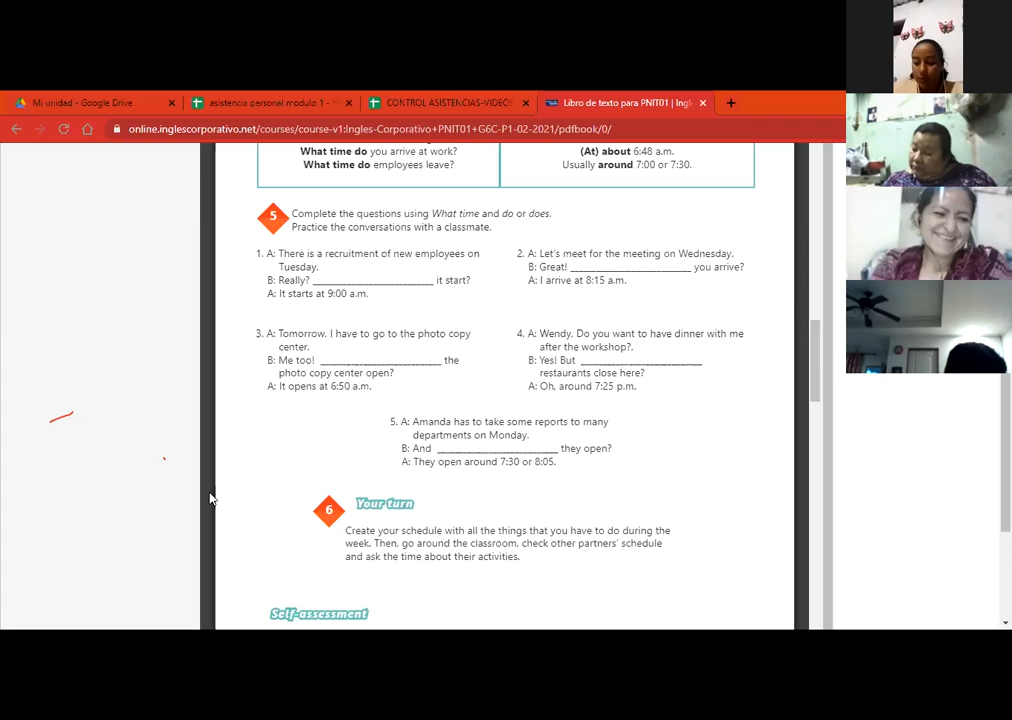 Mi unidad - Google Drive
asistencia personal modulo 1 -
CONTROL ASISTENCIAS-VIDEOS
Libro de texto para PNIT01 | Ingl
online.inglescorporativo.net/courses/course-v1:Ingles-Corporativo+PNIT01+G6C-P1-02-2021/pdfbook/0/
What time do you arrive at work?
(At) about 6:48 a.m.
What time do employees leave?
Usually around 7:00 or 7:30.
5
Complete the questions using What time and do or does.
Practice the conversations with a classmate.
1. A: There is a recruitment of new employees on
Tuesday.
B: Really? ________________________ it start?
A: It starts at 9:00 a.m.
2. A: Let's meet for the meeting on Wednesday.
B: Great! ________________________ you arrive?
A: I arrive at 8:15 a.m.
3. A: Tomorrow, I have to go to the photo copy
center.
B: Me too! ________________________ the
photo copy center open?
A: It opens at 6:50 a.m.
4. A: Wendy, Do you want to have dinner with me
after the workshop?.
B: Yes! But ________________________
restaurants close here?
A: Oh, around 7:25 p.m.
5. A: Amanda has to take some reports to many
departments on Monday.
B: And ________________________ they open?
A: They open around 7:30 or 8:05.
6
Your turn
Create your schedule with all the things that you have to do during the
week. Then, go around the classroom, check other partners' schedule
and ask the time about their activities.
Self-assessment